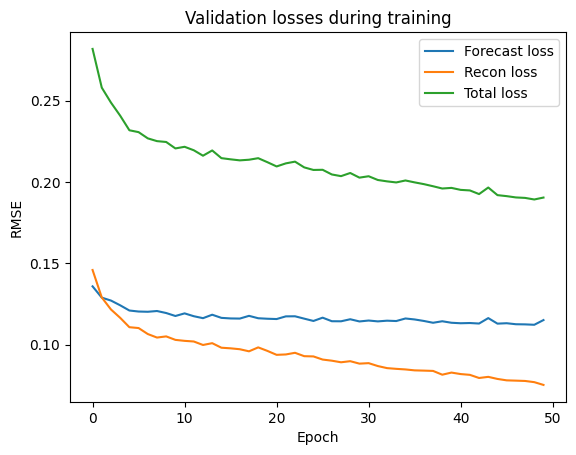 Validation losses during training
Forecast loss
Recon loss
Total loss
0.25
0.20
0.15
0.10
RMSE
0 10 20 30 40 50
Epoch